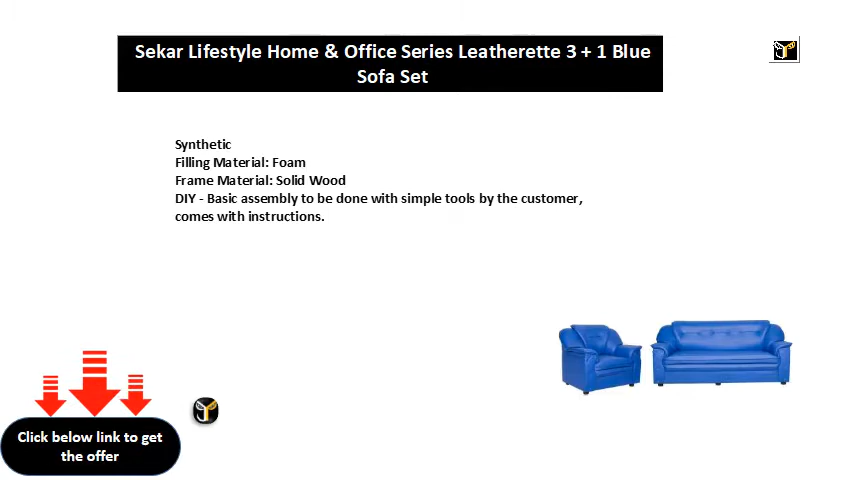 Sekar Lifestyle Home & Office Series Leatherette 3 + 1 Blue
Sofa Set
Synthetic
Filling Material: Foam
Frame Material: Solid Wood
DIY - Basic assembly to be done with simple tools by the customer,
comes with instructions.
Click below link to get
the offer